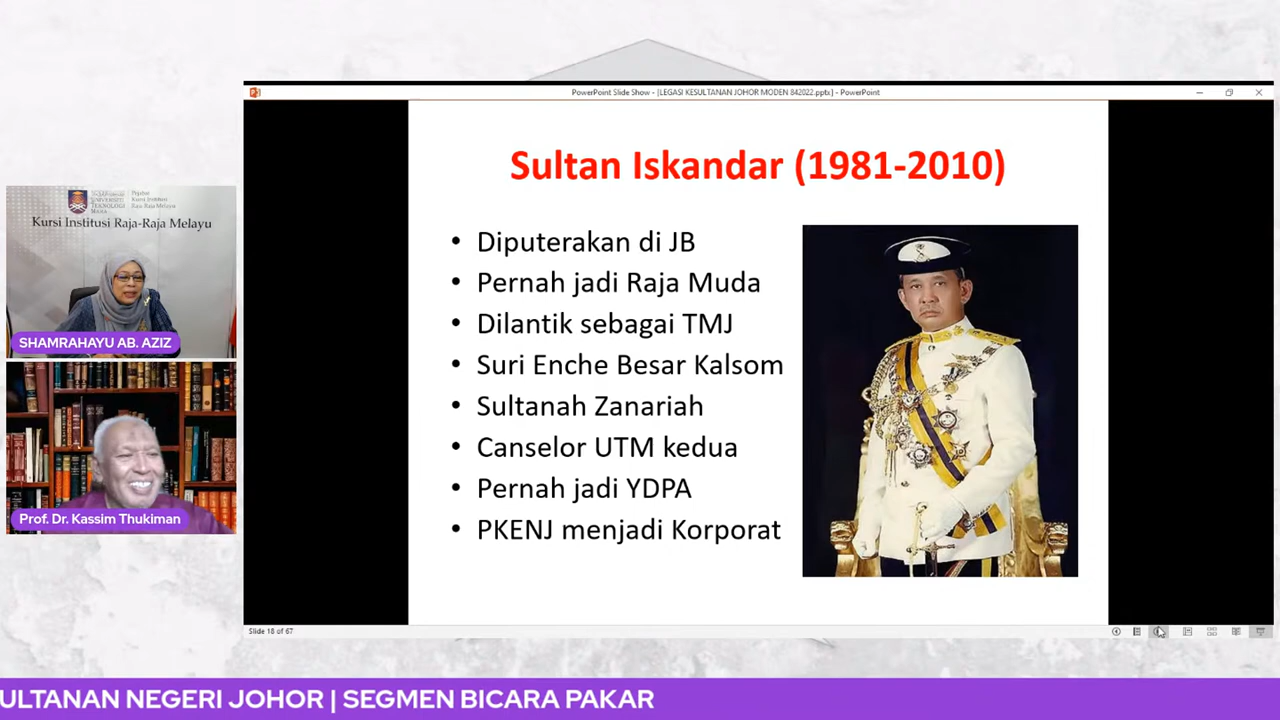 PowerPoint Slide Show - [LEGASI KESULTANAN JOHOR MODEN 842022.pptx] - PowerPoint
Sultan Iskandar (1981-2010)
• Diputerakan di JB
• Pernah jadi Raja Muda
• Dilantik sebagai TMJ
• Suri Enche Besar Kalsom
• Sultanah Zanariah
• Canselor UTM kedua
• Pernah jadi YDPA
• PKENJ menjadi Korporat
Slide 18 of 67
UNIVERSITI
TEKNOLOGI
MARA
Kursi Institusi Raja-Raja Melayu
SHAMRAHAYU AB. AZIZ
Prof. Dr. Kassim Thukiman
ULTANAN NEGERI JOHOR | SEGMEN BICARA PAKAR